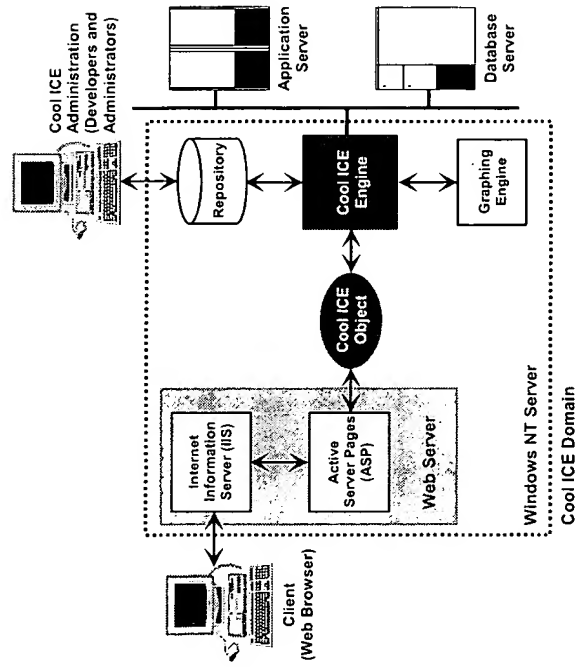 Cool ICE
Administration
(Developers and
Administrators)
Application
Server
Database
Server
Repository
Cool ICE
Engine
Graphing
Engine
Cool ICE
Object
Internet
Information
Server (IIS)
Active
Server Pages
(ASP)
Web Server
Client
(Web Browser)
Windows NT Server
Cool ICE Domain